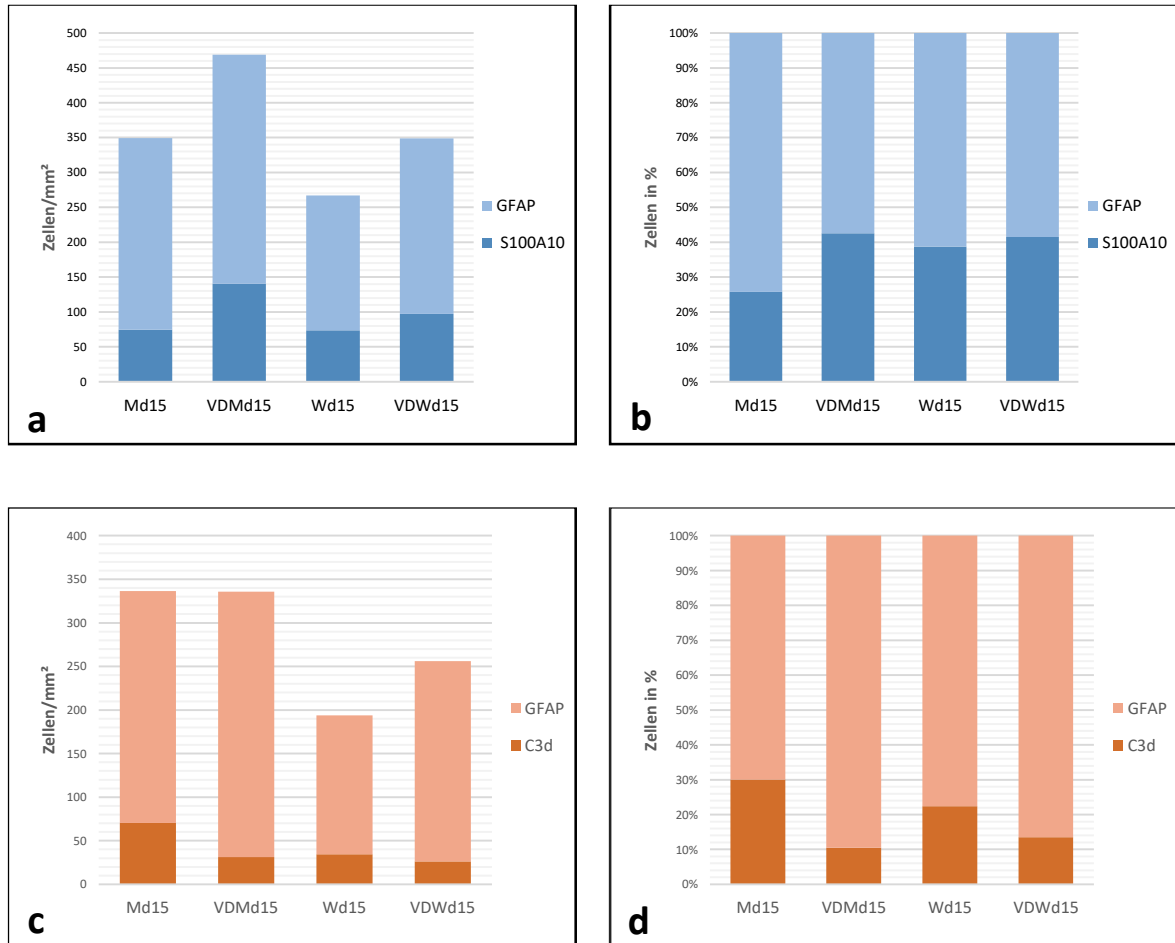 500
450
400
350
300
250
200
150
100
50
0
Zellen/mm²
Md15 VDMd15 Wd15 VDWd15
GFAP
S100A10
a
100%
90%
80%
70%
60%
50%
40%
30%
20%
10%
0%
Zellen in %
Md15 VDMd15 Wd15 VDWd15
GFAP
S100A10
b
400
350
300
250
200
150
100
50
0
Zellen/mm²
Md15 VDMd15 Wd15 VDWd15
GFAP
C3d
c
100%
90%
80%
70%
60%
50%
40%
30%
20%
10%
0%
Zellen in %
Md15 VDMd15 Wd15 VDWd15
GFAP
C3d
d